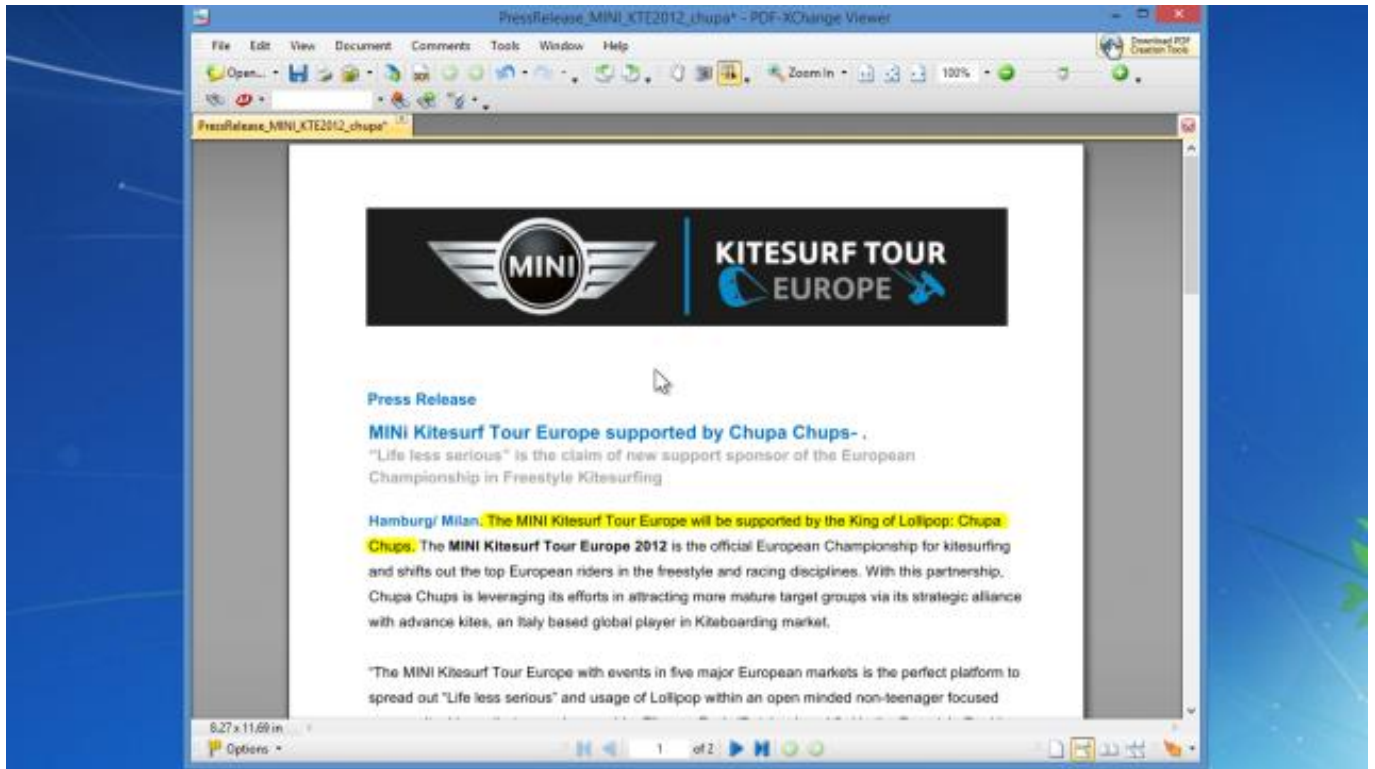 PressRelease_MINI_KTE2012_chupa* - PDF-XChange Viewer
File Edit View Document Comments Tools Window Help
Download PDF
Creation Tools
Open...
Zoom In
100%
PressRelease_MINI_KTE2012_chupa*
MINI
KITESURF TOUR
EUROPE
Press Release
MINi Kitesurf Tour Europe supported by Chupa Chups- .
"Life less serious" is the claim of new support sponsor of the European
Championship in Freestyle Kitesurfing
Hamburg/ Milan. The MINI Kitesurf Tour Europe will be supported by the King of Lollipop: Chupa
Chups. The MINI Kitesurf Tour Europe 2012 is the official European Championship for kitesurfing
and shifts out the top European riders in the freestyle and racing disciplines. With this partnership,
Chupa Chups is leveraging its efforts in attracting more mature target groups via its strategic alliance
with advance kites, an Italy based global player in Kiteboarding market.
"The MINI Kitesurf Tour Europe with events in five major European markets is the perfect platform to
spread out "Life less serious" and usage of Lollipop within an open minded non-teenager focused
8.27 x 11.69 in
Options
1 of 2